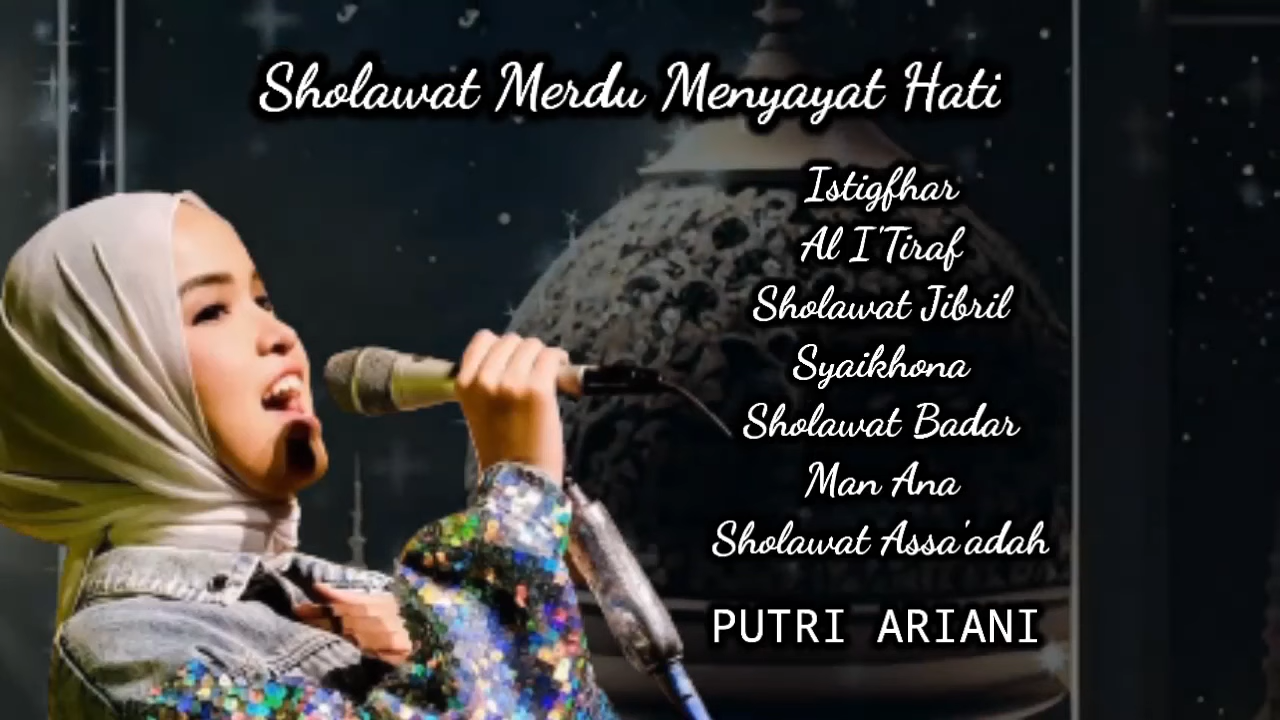 Sholawat Merdu Menyayat Hati
Istigfhar
Al I'Tiraf
Sholawat Jibril
Syaikhona
Sholawat Badar
Man Ana
Sholawat Assa'adah
PUTRI ARIANI